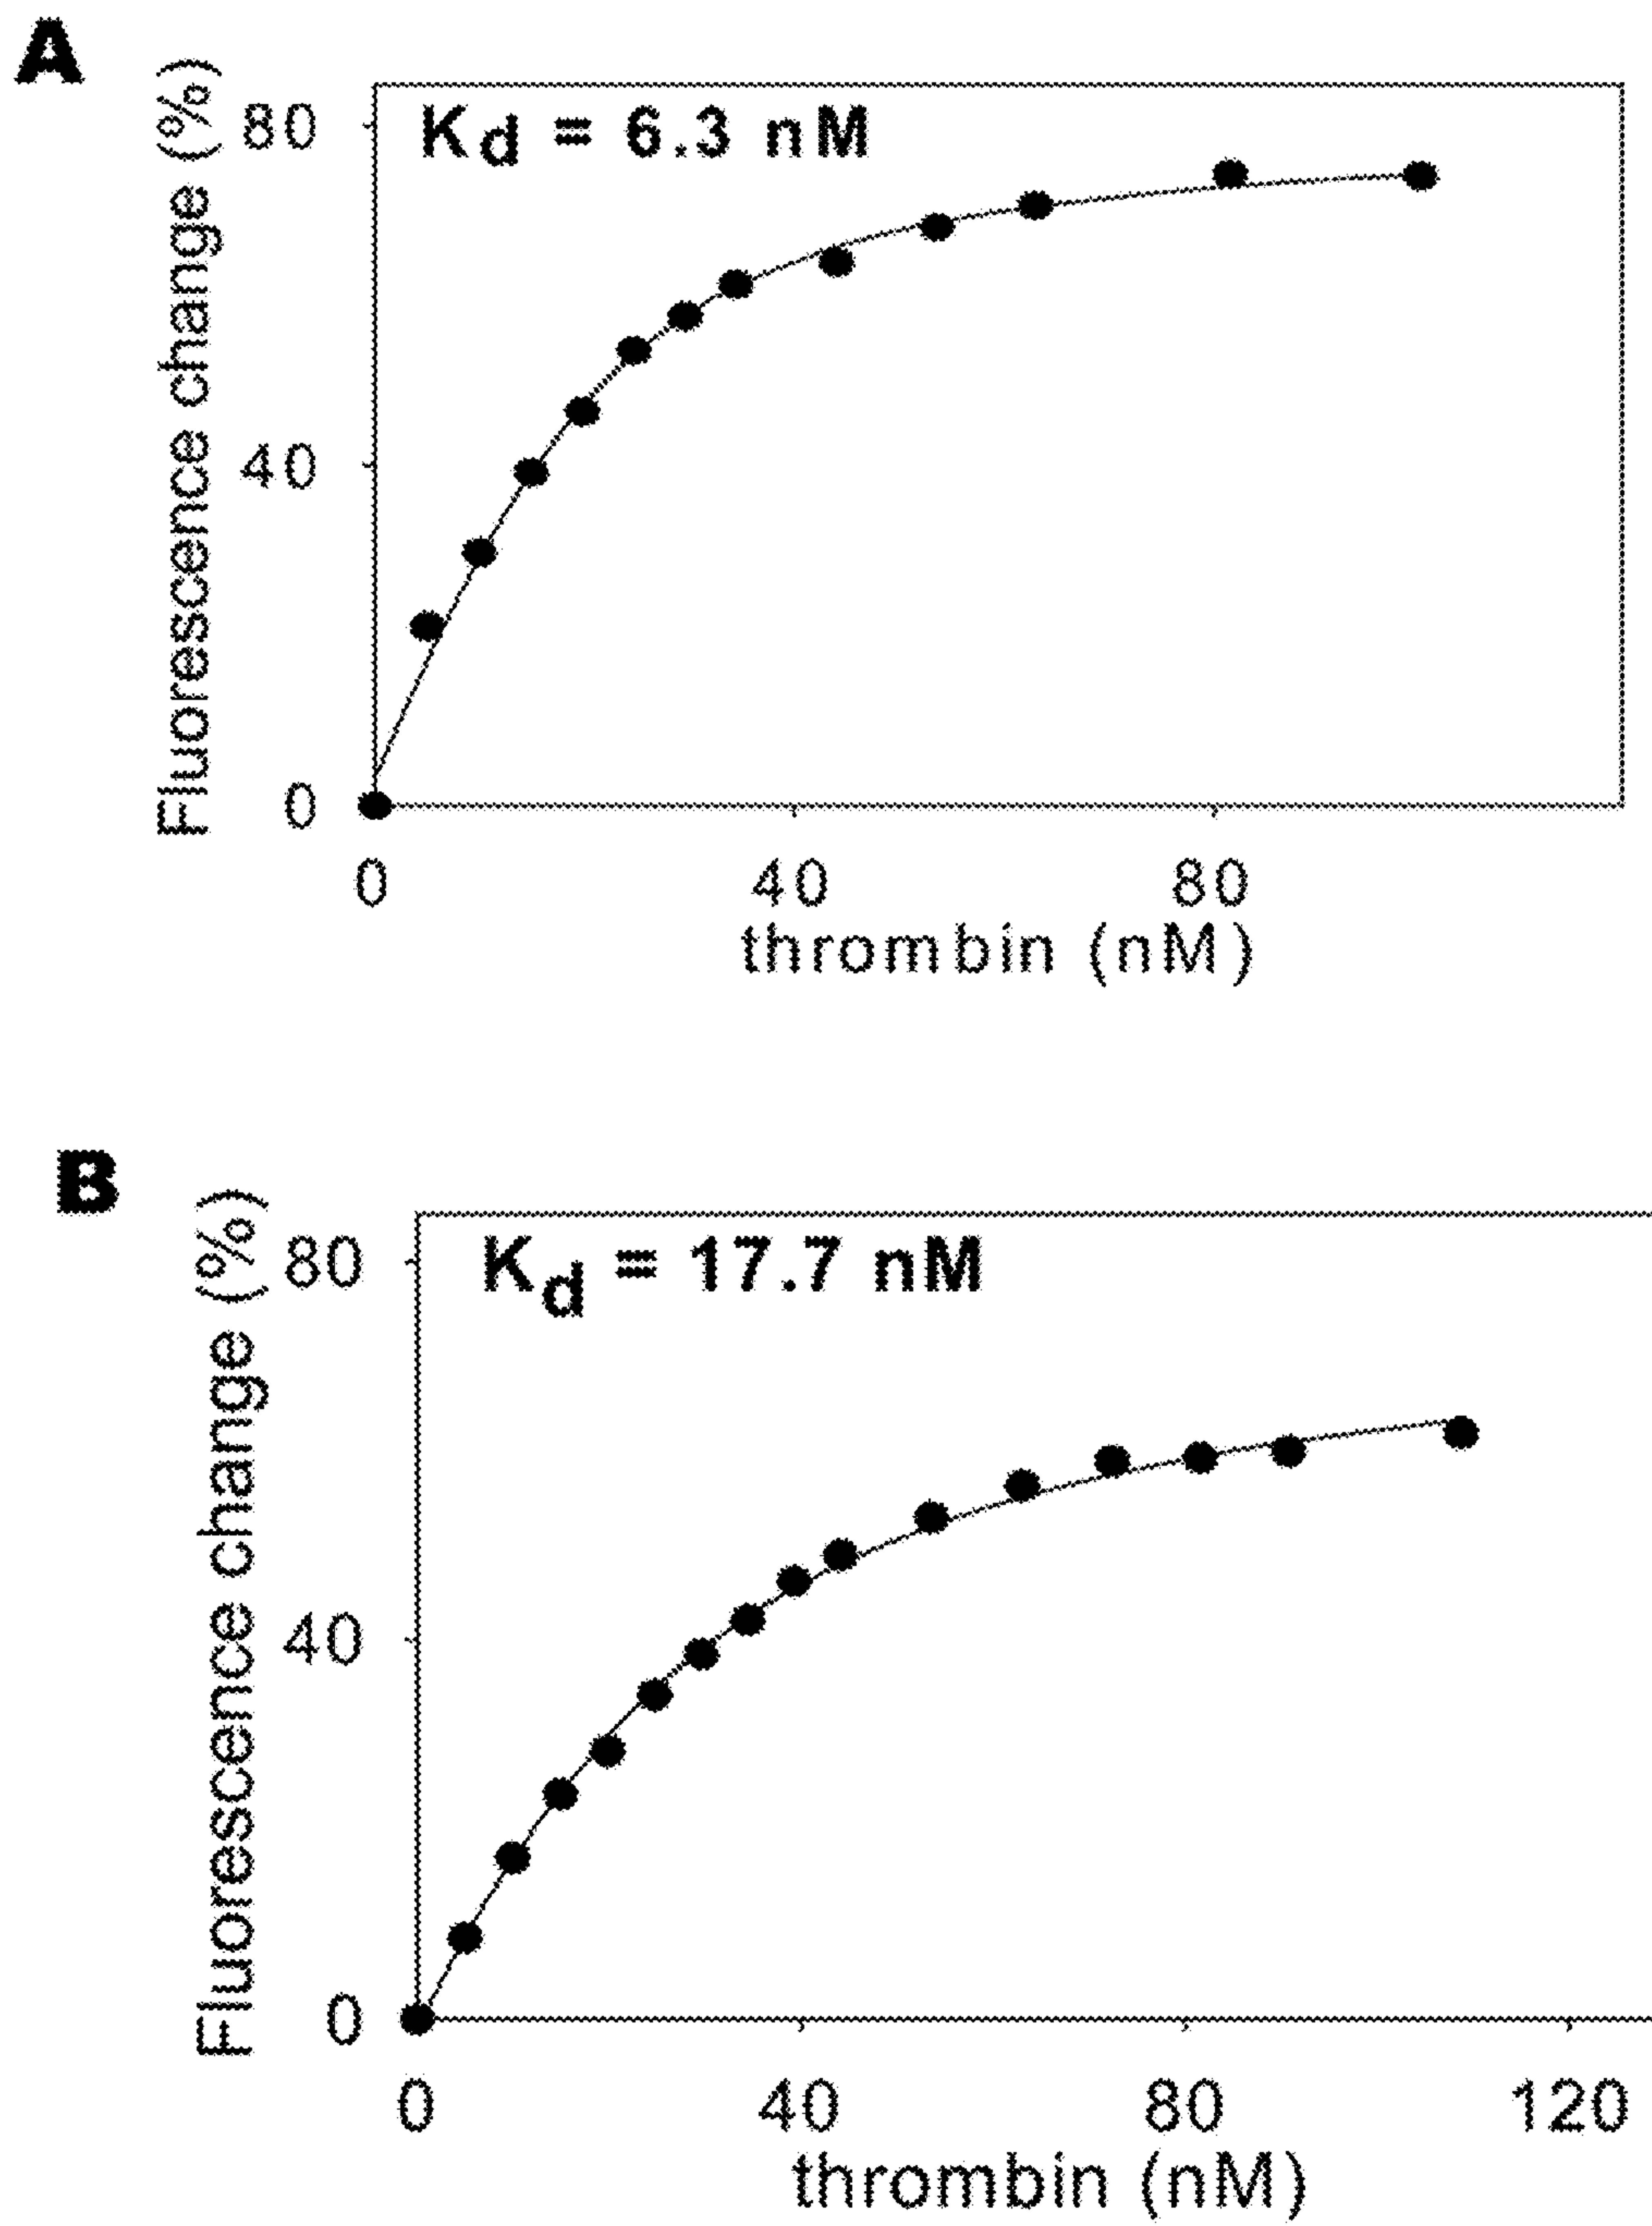 A
Fluorescence change (%)
80
40
0
Kd = 6.3 nM
0 40 80
thrombin (nM)
B
Fluorescence change (%)
80
40
0
Kd = 17.7 nM
0 40 80 120
thrombin (nM)